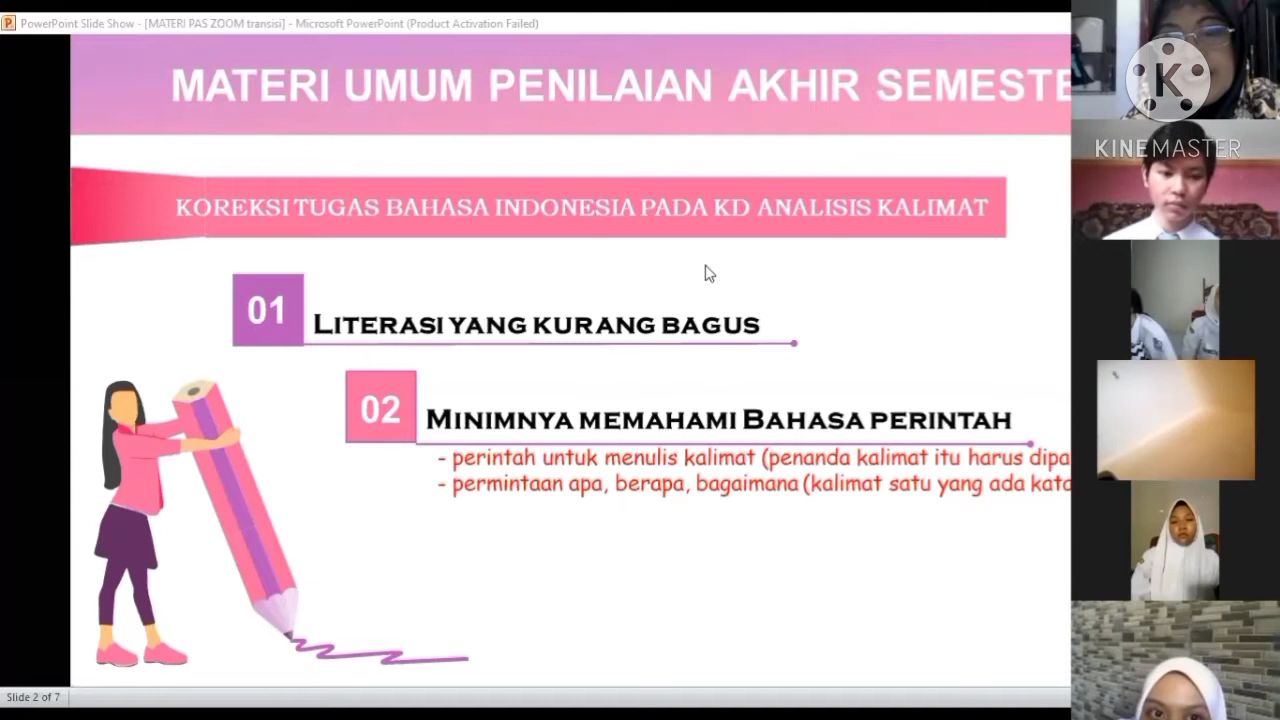 PowerPoint Slide Show - [MATERI PAS ZOOM transisi] - Microsoft PowerPoint (Product Activation Failed)
MATERI UMUM PENILAIAN AKHIR SEMESTE
K
KINEMASTER
KOREKSI TUGAS BAHASA INDONESIA PADA KD ANALISIS KALIMAT
01 LITERASI YANG KURANG BAGUS
02 MINIMNYA MEMAHAMI BAHASA PERINTAH
- perintah untuk menulis kalimat (penanda kalimat itu harus dipa
- permintaan apa, berapa, bagaimana (kalimat satu yang ada kata
Slide 2 of 7